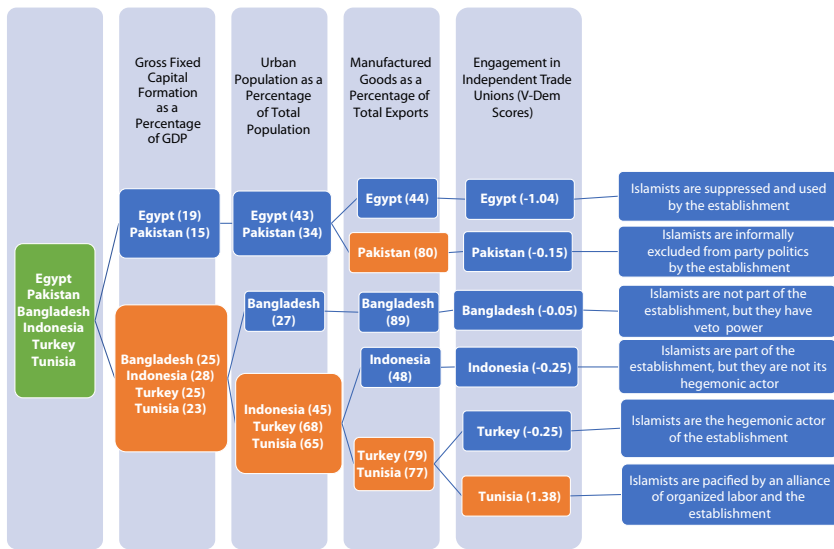 Gross Fixed
Capital
Formation
as a
Percentage
of GDP
Urban
Population as a
Percentage
of Total
Population
Manufactured
Goods as a
Percentage of
Total Exports
Engagement in
Independent Trade
Unions (V-Dem
Scores)
Egypt
Pakistan
Bangladesh
Indonesia
Turkey
Tunisia
Egypt (19)
Pakistan (15)
Bangladesh (25)
Indonesia (28)
Turkey (25)
Tunisia (23)
Egypt (43)
Pakistan (34)
Bangladesh
(27)
Indonesia (45)
Turkey (68)
Tunisia (65)
Egypt (44)
Pakistan (80)
Bangladesh
(89)
Indonesia
(48)
Turkey (79)
Tunisia (77)
Egypt (-1.04)
Pakistan (-0.15)
Bangladesh (-0.05)
Indonesia (-0.25)
Turkey (-0.25)
Tunisia (1.38)
Islamists are suppressed and used
by the establishment
Islamists are informally
excluded from party politics
by the establishment
Islamists are not part of the
establishment, but they have
veto power
Islamists are part of the
establishment, but they are not its
hegemonic actor
Islamists are the hegemonic actor
of the establishment
Islamists are pacified by an alliance
of organized labor and the
establishment